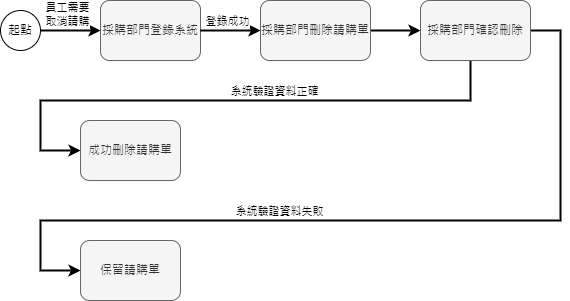 起點
員工需要
取消請購
採購部門登錄系統
登錄成功
採購部門刪除請購單
採購部門確認刪除
系統驗證資料正確
成功刪除請購單
系統驗證資料失敗
保留請購單